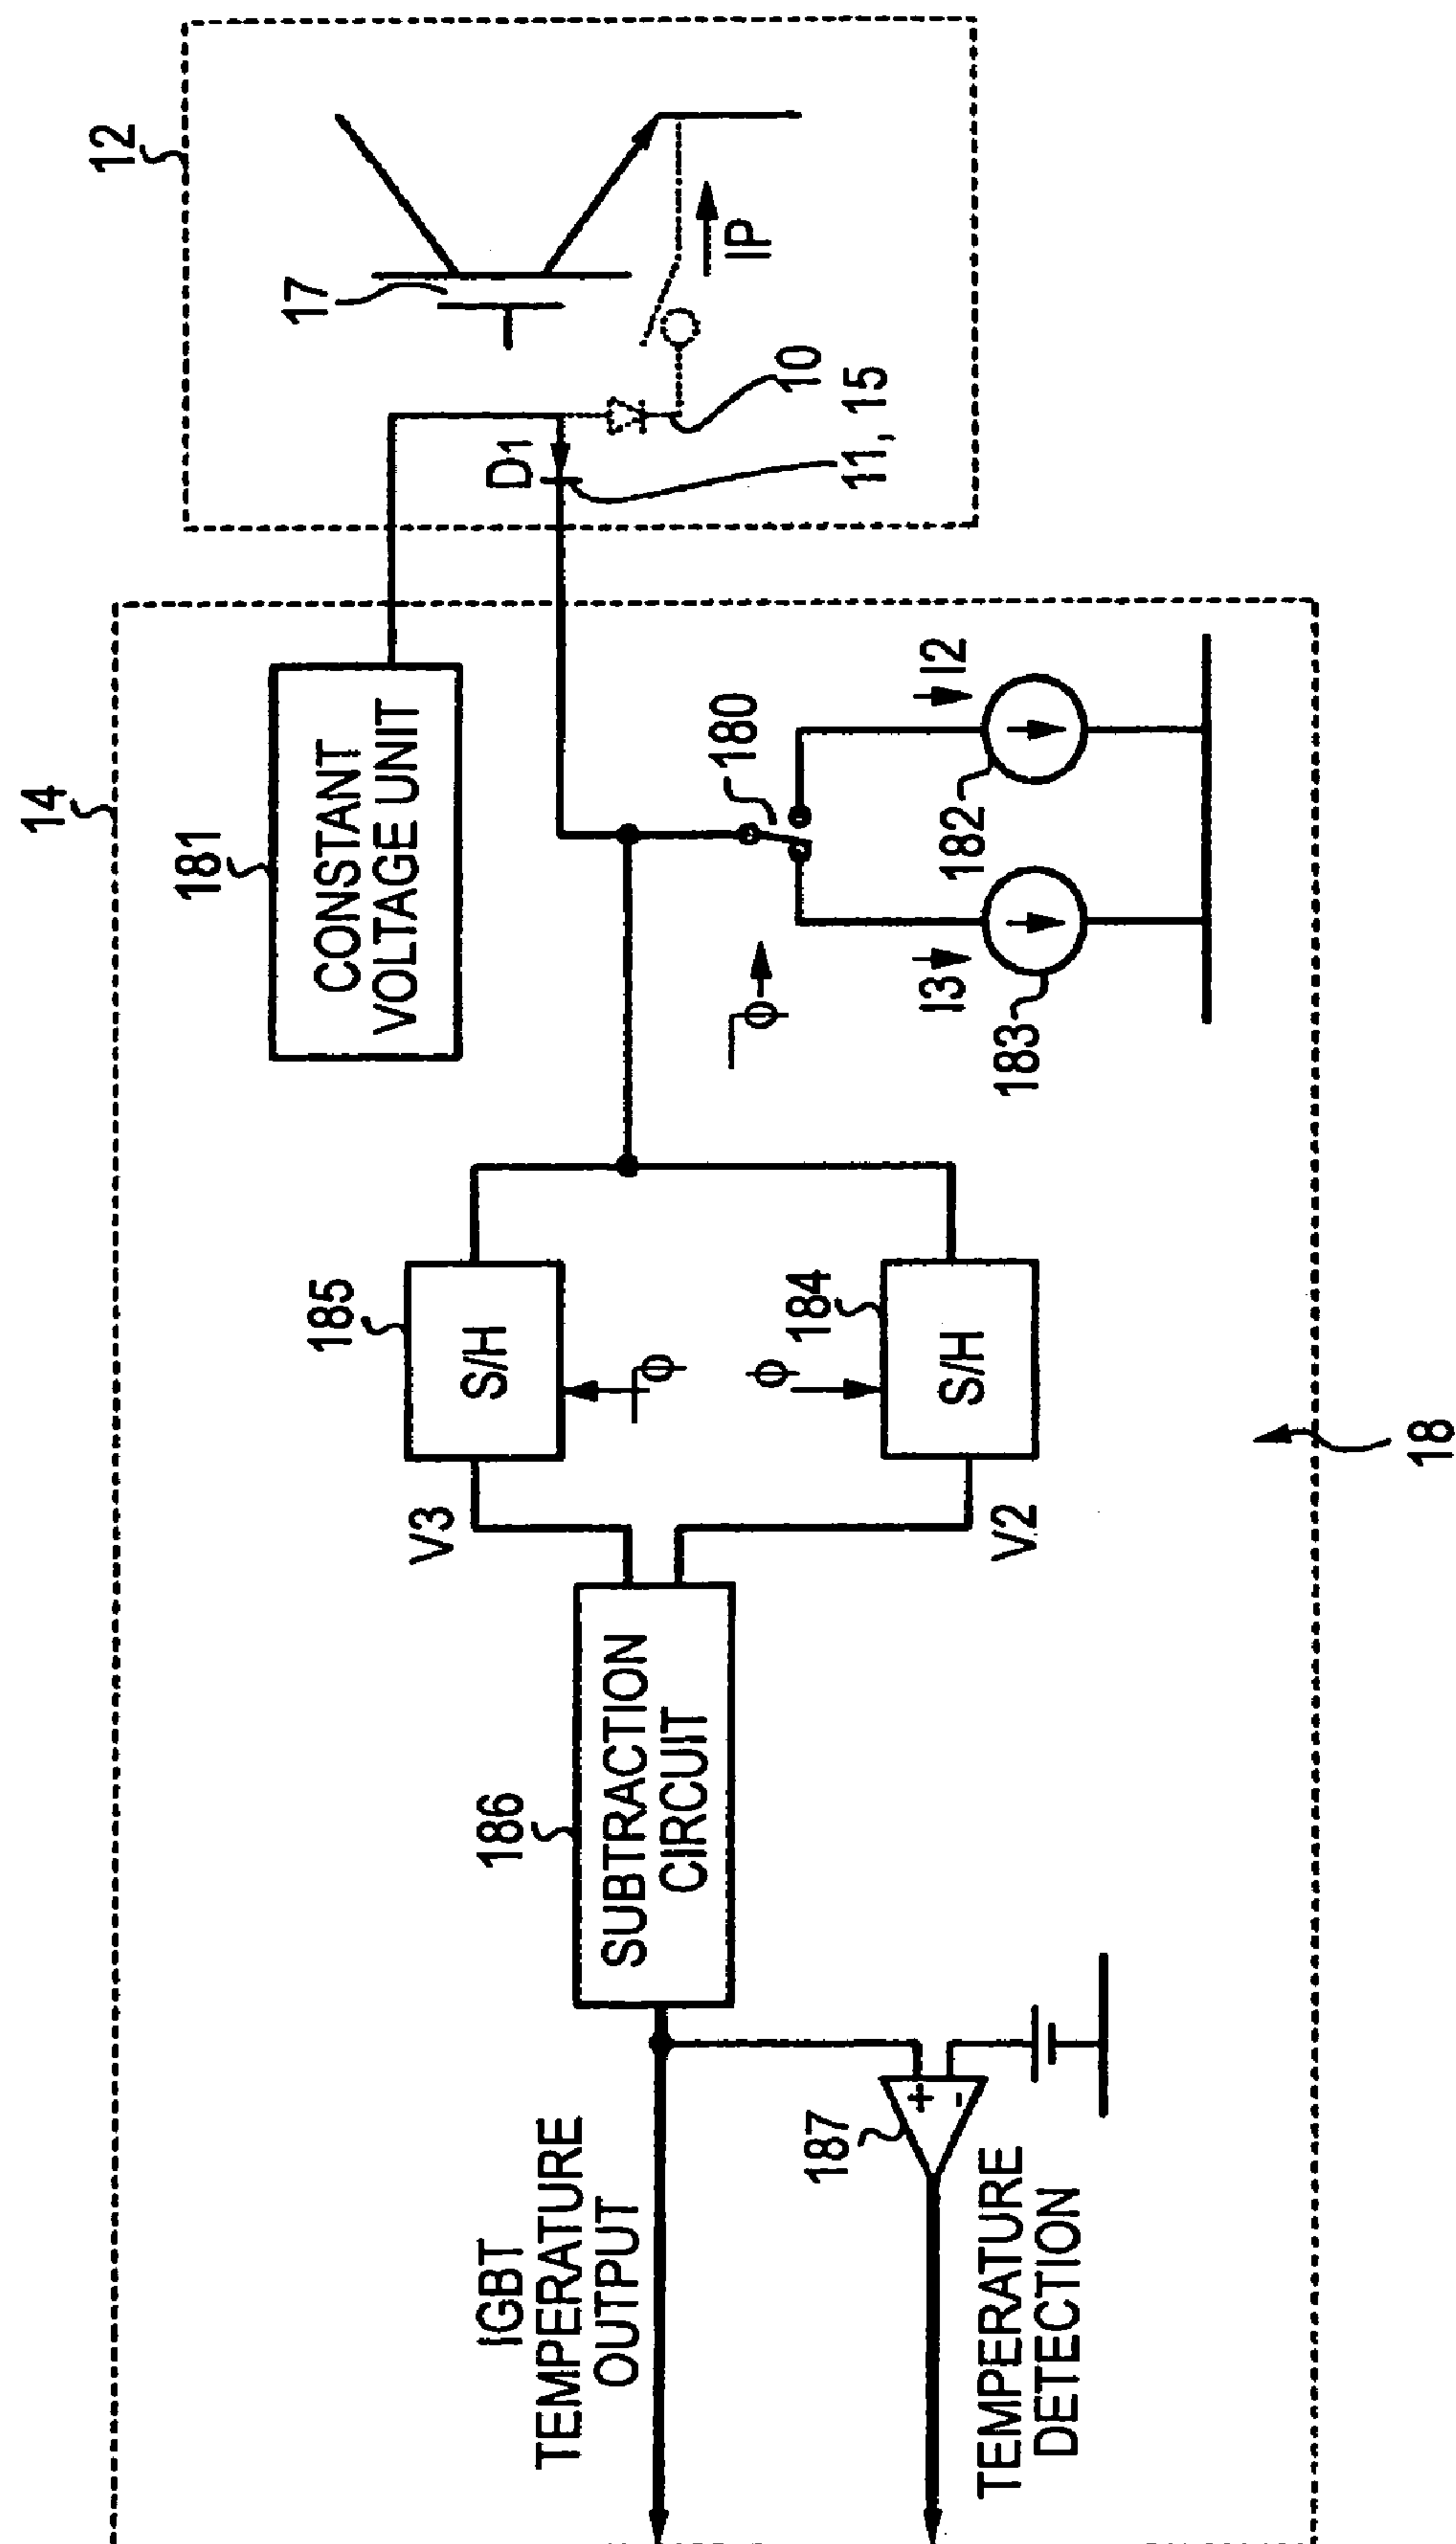 12
17
IP
D1
10
11, 15
14
181
CONSTANT
VOLTAGE UNIT
180
I2
182
I3
183
ϕ
185
S/H
ϕ
184
S/H
ϕ
V3
V2
18
186
SUBTRACTION
CIRCUIT
187
+
-
IGBT
TEMPERATURE
OUTPUT
TEMPERATURE
DETECTION